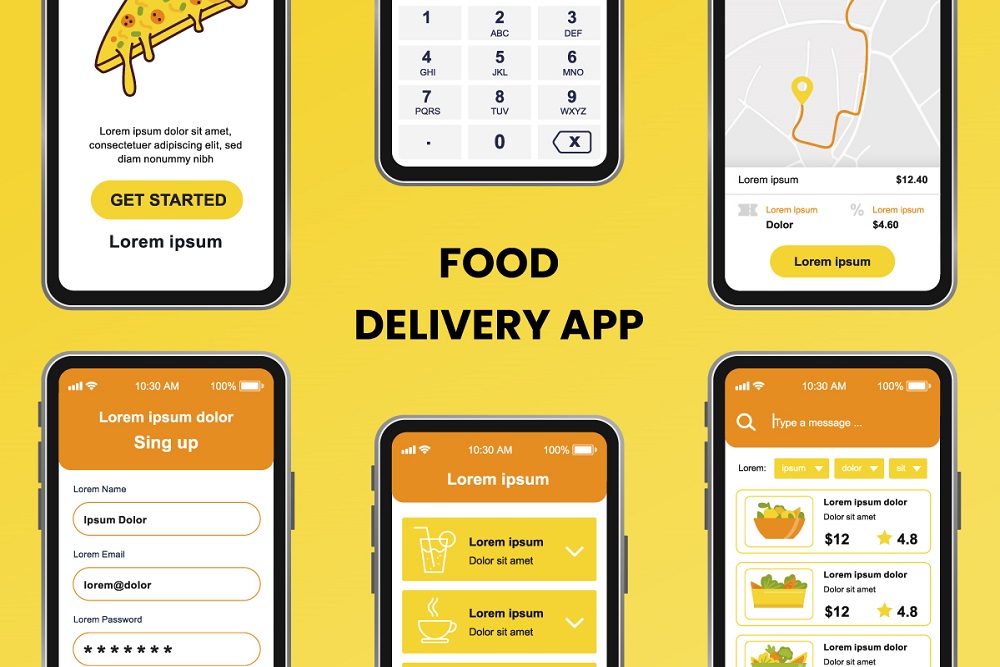 Lorem ipsum dolor sit amet,
consectetuer adipiscing elit, sed
diam nonummy nibh
GET STARTED
Lorem ipsum
1 2 3
ABC DEF
4 5 6
GHI JKL MNO
7 8 9
PQRS TUV WXYZ
. 0 X
Lorem ipsum $12.40
Lorem ipsum % Lorem ipsum
Dolor $4.60
Lorem ipsum
FOOD
DELIVERY APP
10:30 AM 100%
Lorem ipsum dolor
Sing up
Lorem Name
Ipsum Dolor
Lorem Email
lorem@dolor
Lorem Password
*******
10:30 AM 100%
Lorem ipsum
Lorem ipsum
Dolor sit amet
Lorem ipsum
Dolor sit amet
10:30 AM 100%
Type a message ...
Lorem: ipsum dolor sit
Lorem ipsum dolor
Dolor sit amet
$12 4.8
Lorem ipsum dolor
Dolor sit amet
$12 4.8
Lorem ipsum dolor
Dolor sit amet